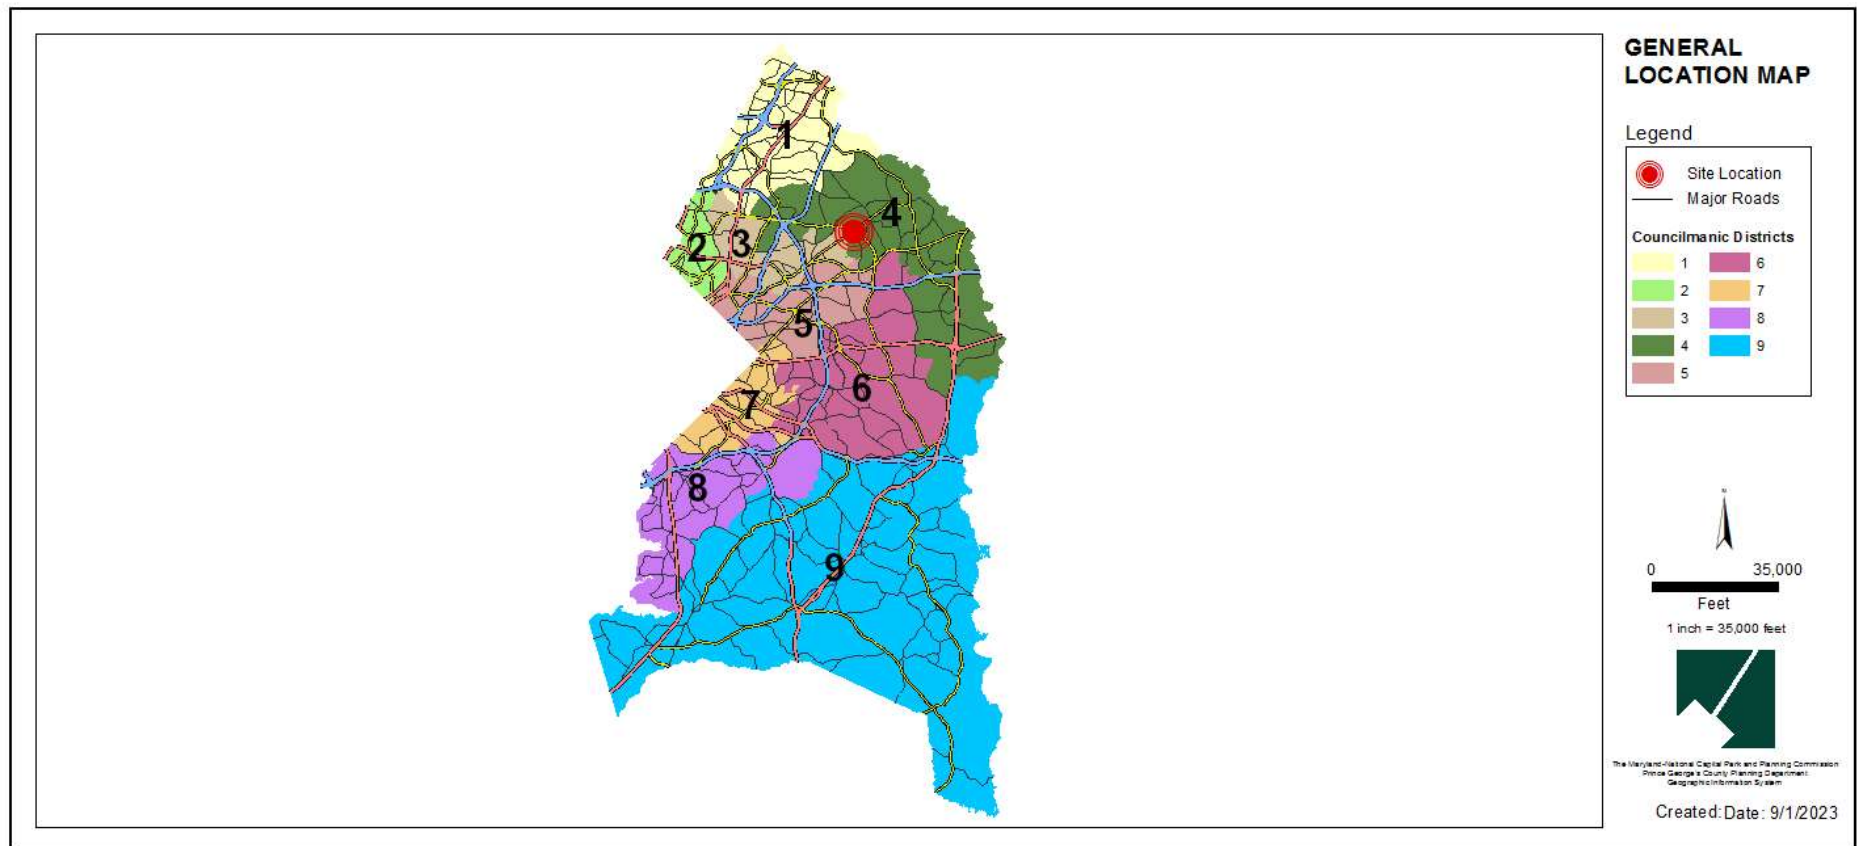 GENERAL
LOCATION MAP
Legend
Site Location
Major Roads
Councilmanic Districts
1 6
2 7
3 8
4 9
5
1
2
3
4
5
6
7
8
9
N
0 35,000
Feet
1 inch = 35,000 feet
The Maryland-National Capital Park and Planning Commission
Prince George's County Planning Department
Geographic Information System
Created: Date: 9/1/2023